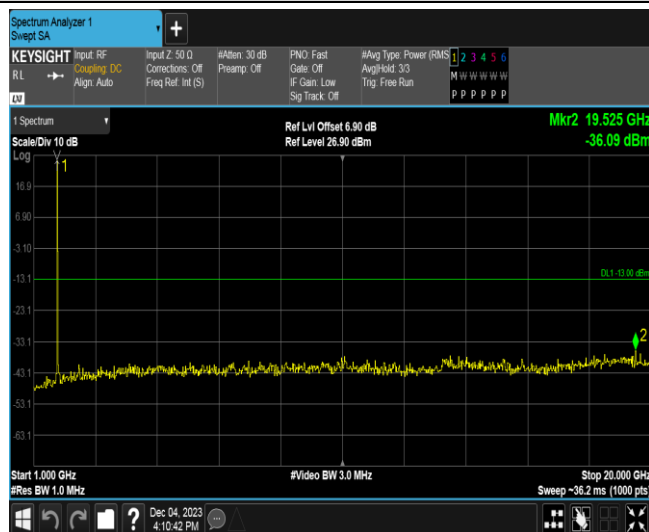 Spectrum Analyzer 1
Swept SA
+
KEYSIGHT
RL
LXI
Input: RF
Coupling: DC
Align: Auto
Input Z: 50 Ω
Corrections: Off
Freq Ref: Int (S)
#Atten: 30 dB
Preamp: Off
PNO: Fast
Gate: Off
IF Gain: Low
Sig Track: Off
#Avg Type: Power (RMS
Avg|Hold: 3/3
Trig: Free Run
1 2 3 4 5 6
M W W W W W
P P P P P P
1 Spectrum
Scale/Div 10 dB
Log
Ref Lvl Offset 6.90 dB
Ref Level 26.90 dBm
Mkr2 19.525 GHz
-36.09 dBm
1
16.9
6.90
-3.10
-13.1
DL1 -13.00 dBm
-23.1
-33.1
2
-43.1
-53.1
-63.1
Start 1.000 GHz
#Res BW 1.0 MHz
#Video BW 3.0 MHz
Stop 20.000 GHz
Sweep ~36.2 ms (1000 pts)
?
Dec 04, 2023
4:10:42 PM